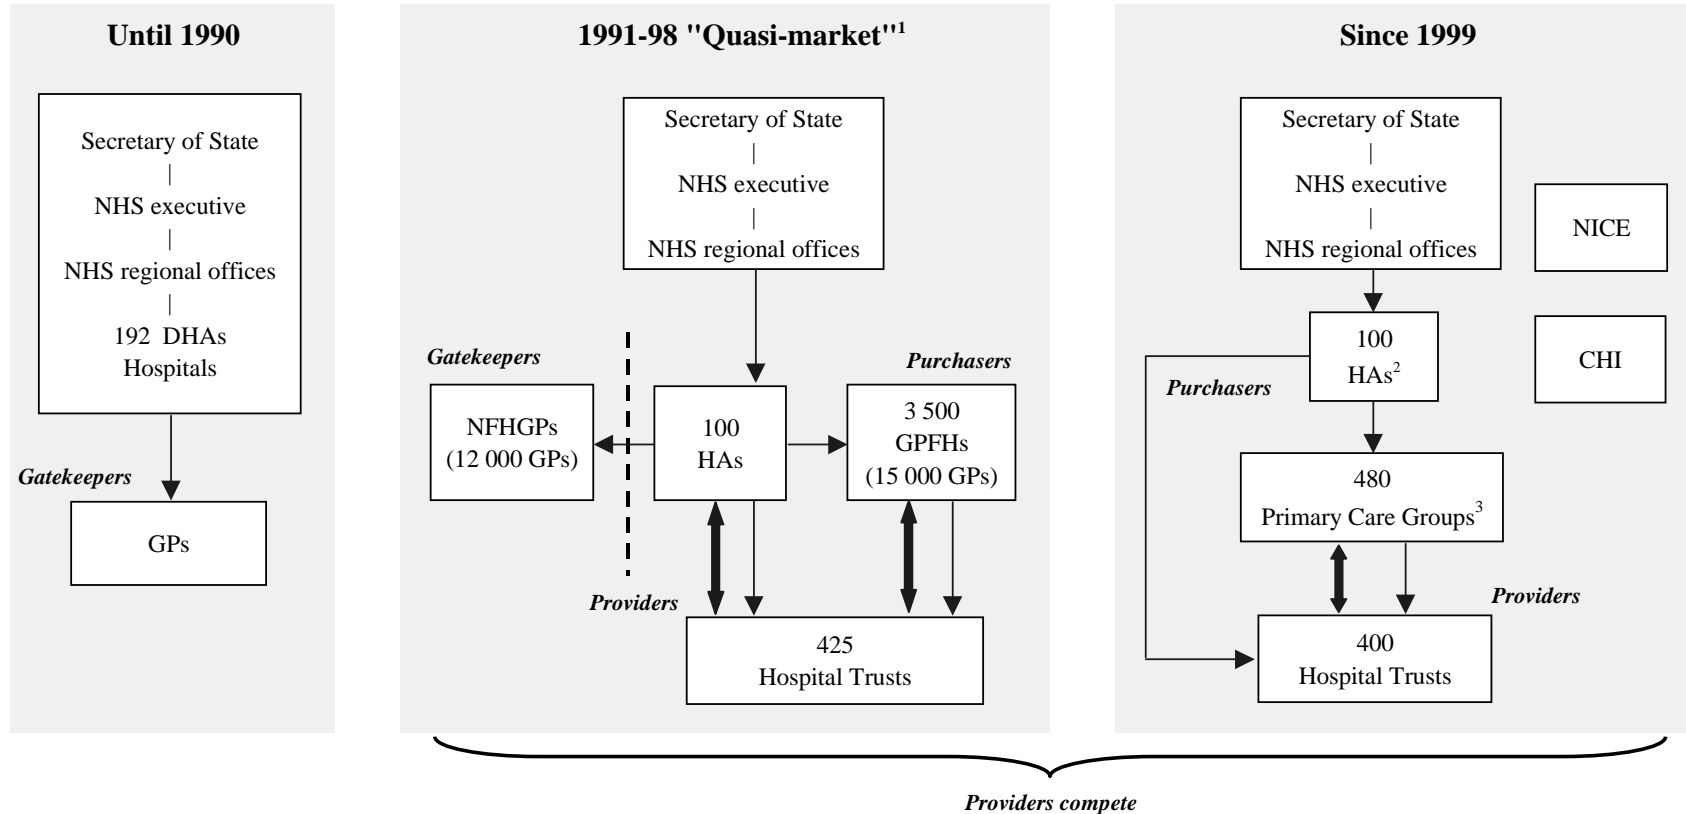 Until 1990
Secretary of State
|
NHS executive
|
NHS regional offices
|
192 DHAs
Hospitals
Gatekeepers
GPs
1991-98 "Quasi-market"1
Secretary of State
|
NHS executive
|
NHS regional offices
Gatekeepers
Purchasers
NFHGPs
(12 000 GPs)
100
HAs
3 500
GPFHs
(15 000 GPs)
Providers
425
Hospital Trusts
Since 1999
Secretary of State
|
NHS executive
|
NHS regional offices
NICE
CHI
100
HAs2
Purchasers
480
Primary Care Groups3
Providers
400
Hospital Trusts
Providers compete